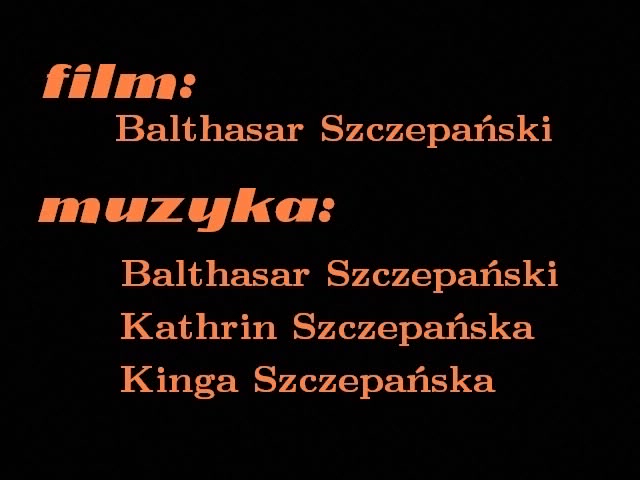 film:
Balthasar Szczepański
muzyka:
Balthasar Szczepański
Kathrin Szczepańska
Kinga Szczepańska